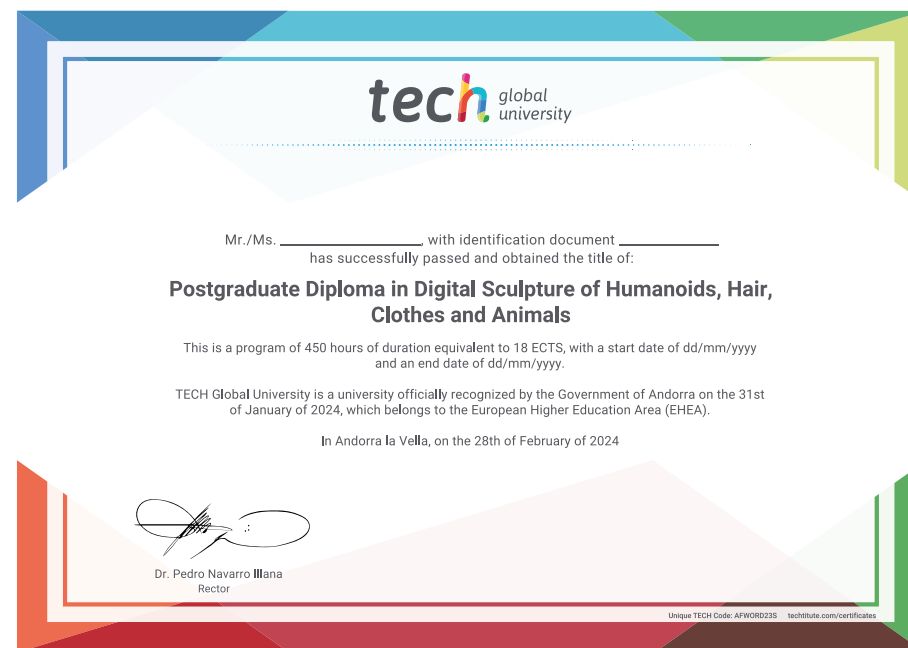 tech global
university
Mr./Ms. ____________________, with identification document ______________
has successfully passed and obtained the title of:
Postgraduate Diploma in Digital Sculpture of Humanoids, Hair,
Clothes and Animals
This is a program of 450 hours of duration equivalent to 18 ECTS, with a start date of dd/mm/yyyy
and an end date of dd/mm/yyyy.
TECH Global University is a university officially recognized by the Government of Andorra on the 31st
of January of 2024, which belongs to the European Higher Education Area (EHEA).
In Andorra la Vella, on the 28th of February of 2024
Dr. Pedro Navarro Illana
Rector
Unique TECH Code: AFWORD23S techtitute.com/certificates